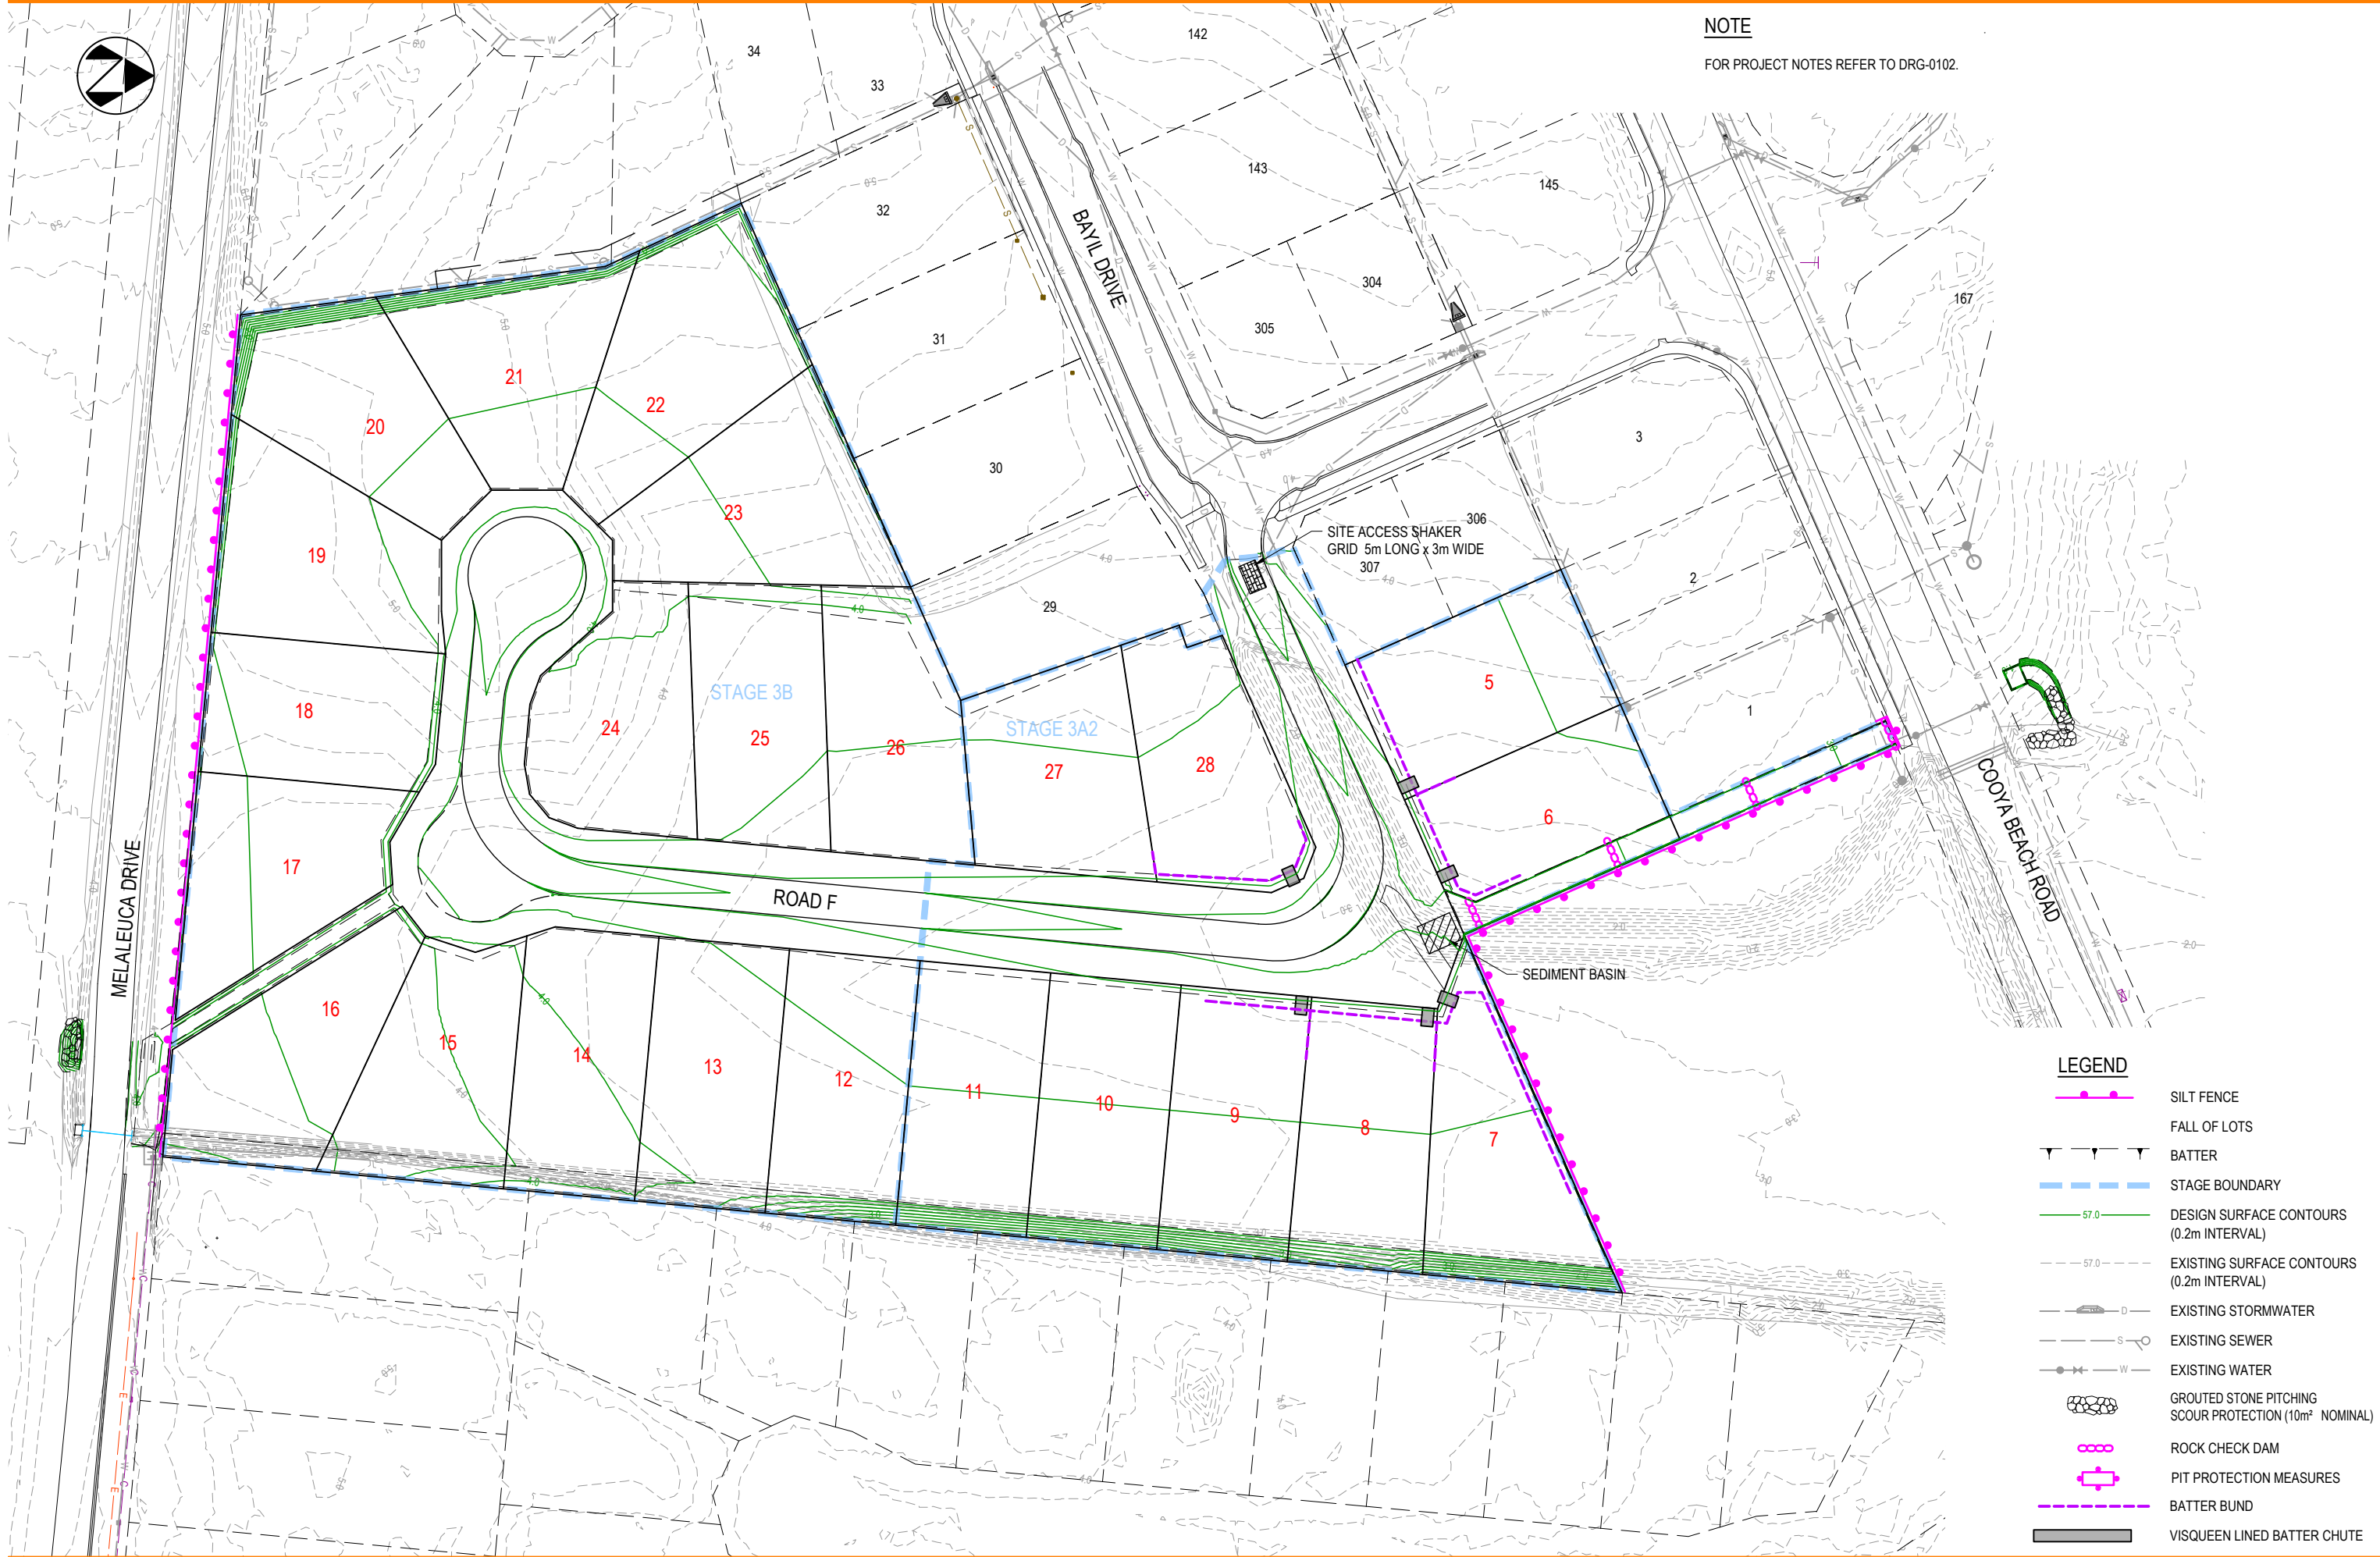 NOTE
FOR PROJECT NOTES REFER TO DRG-0102.
34
33
32
31
30
29
142
143
145
304
305
306
307
167
3
2
1
BAYIL DRIVE
SITE ACCESS SHAKER
GRID 5m LONG x 3m WIDE
MELALEUCA DRIVE
COOYA BEACH ROAD
ROAD F
STAGE 3B
STAGE 3A2
SEDIMENT BASIN
5
6
7
8
9
10
11
12
13
14
15
16
17
18
19
20
21
22
23
24
25
26
27
28
LEGEND
SILT FENCE
FALL OF LOTS
BATTER
STAGE BOUNDARY
57.0
DESIGN SURFACE CONTOURS
(0.2m INTERVAL)
57.0
EXISTING SURFACE CONTOURS
(0.2m INTERVAL)
D
EXISTING STORMWATER
S
EXISTING SEWER
W
EXISTING WATER
GROUTED STONE PITCHING
SCOUR PROTECTION (10m² NOMINAL)
ROCK CHECK DAM
PIT PROTECTION MEASURES
BATTER BUND
VISQUEEN LINED BATTER CHUTE